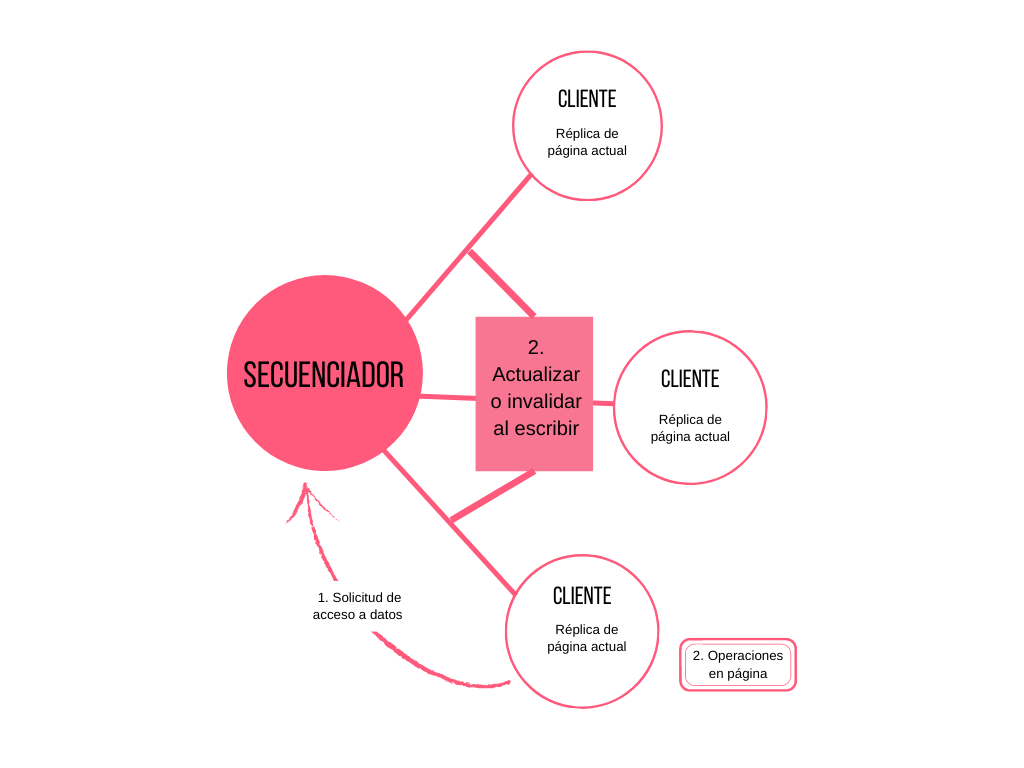 CLIENTE
Réplica de
página actual
SECUENCIADOR
2.
Actualizar
o invalidar
al escribir
CLIENTE
Réplica de
página actual
1. Solicitud de
acceso a datos
CLIENTE
Réplica de
página actual
2. Operaciones
en página